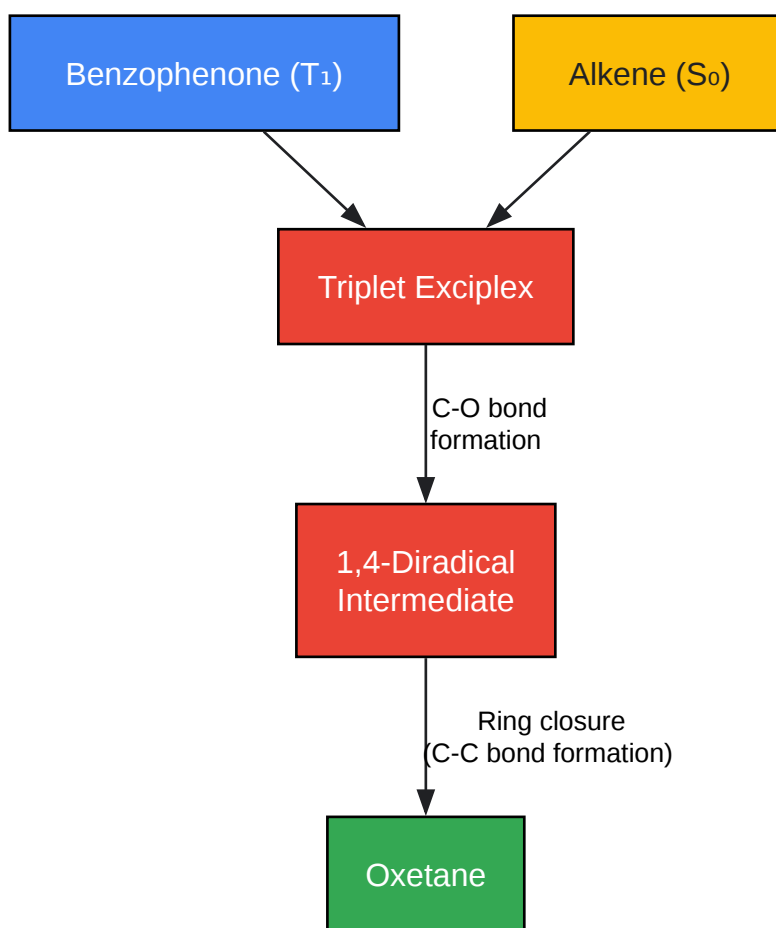 Benzophenone (T₁)
Alkene (S₀)
Triplet Exciplex
C-O bond
formation
1,4-Diradical
Intermediate
Ring closure
(C-C bond formation)
Oxetane